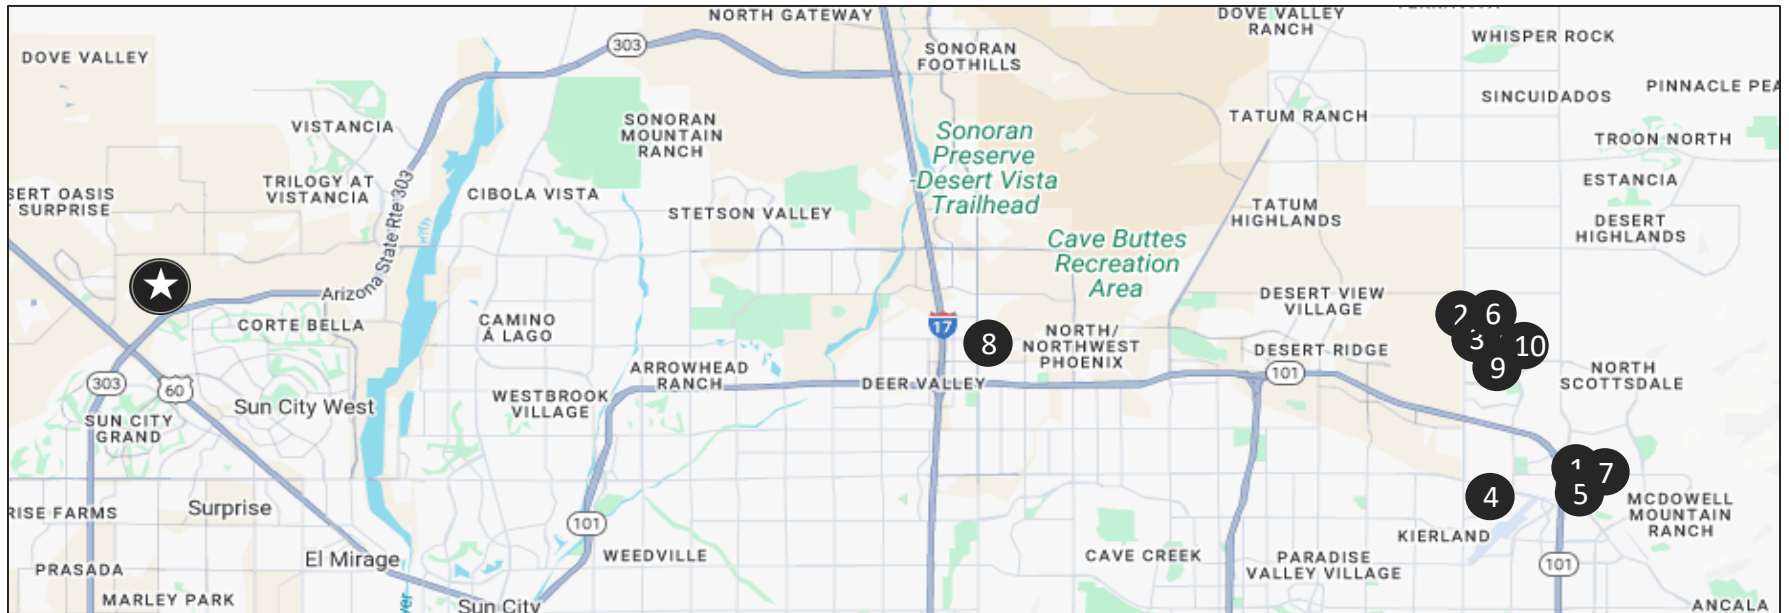 NORTH GATEWAY
DOVE VALLEY
RANCH
WHISPER ROCK
303
DOVE VALLEY
SONORAN
FOOTHILLS
PINNACLE PEA
SINCUIDADOS
VISTANCIA
SONORAN
MOUNTAIN
RANCH
TATUM RANCH
Sonoran
Preserve
-Desert Vista
Trailhead
TROON NORTH
TRILOGY AT
VISTANCIA
CIBOLA VISTA
ESTANCIA
SERT OASIS
SURPRISE
STETSON VALLEY
TATUM
HIGHLANDS
DESERT
HIGHLANDS
Arizona State Rte 303
Cave Buttes
Recreation
Area
CORTE BELLA
CAMINO
Á LAGO
17
8
NORTH/
NORTHWEST
PHOENIX
DESERT VIEW
VILLAGE
2
6
3
10
9
303
60
ARROWHEAD
RANCH
DEER VALLEY
DESERT RIDGE
101
NORTH
SCOTTSDALE
Sun City West
WESTBROOK
VILLAGE
SUN CITY
GRAND
1
7
4
5
RISE FARMS
Surprise
101
MCDOWELL
MOUNTAIN
RANCH
KIERLAND
El Mirage
WEEDVILLE
CAVE CREEK
PARADISE
VALLEY VILLAGE
101
PRASADA
MARLEY PARK
Sun City
ver
ANCALA